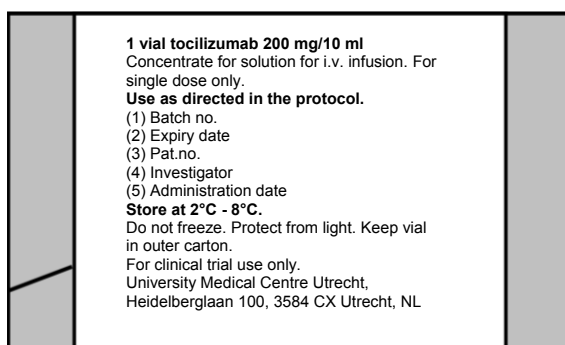 1 vial tocilizumab 200 mg/10 ml
Concentrate for solution for i.v. infusion. For
single dose only.
Use as directed in the protocol.
(1) Batch no.
(2) Expiry date
(3) Pat.no.
(4) Investigator
(5) Administration date
Store at 2°C - 8°C.
Do not freeze. Protect from light. Keep vial
in outer carton.
For clinical trial use only.
University Medical Centre Utrecht,
Heidelberglaan 100, 3584 CX Utrecht, NL